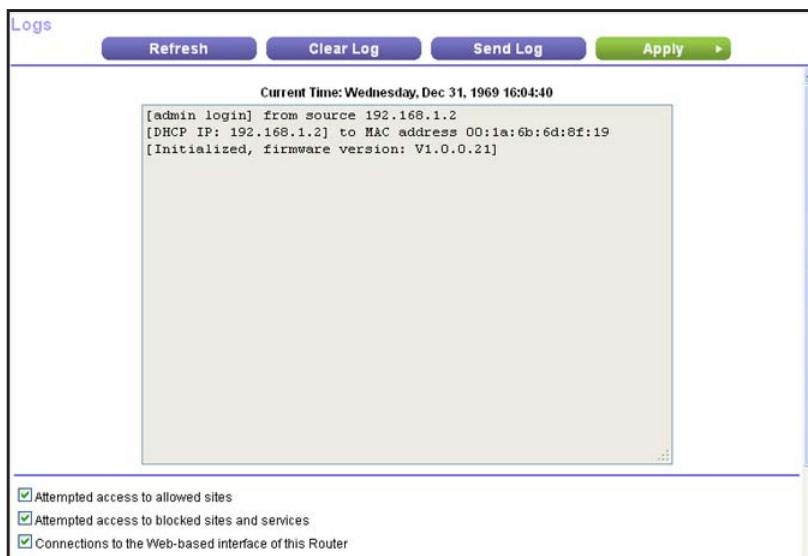 Logs
Refresh Clear Log Send Log Apply
Current Time: Wednesday, Dec 31, 1969 16:04:40
[admin login] from source 192.168.1.2
[DHCP IP: 192.168.1.2] to MAC address 00:1a:6b:6d:8f:19
[Initialized, firmware version: V1.0.0.21]
Attempted access to allowed sites
Attempted access to blocked sites and services
Connections to the Web-based interface of this Router